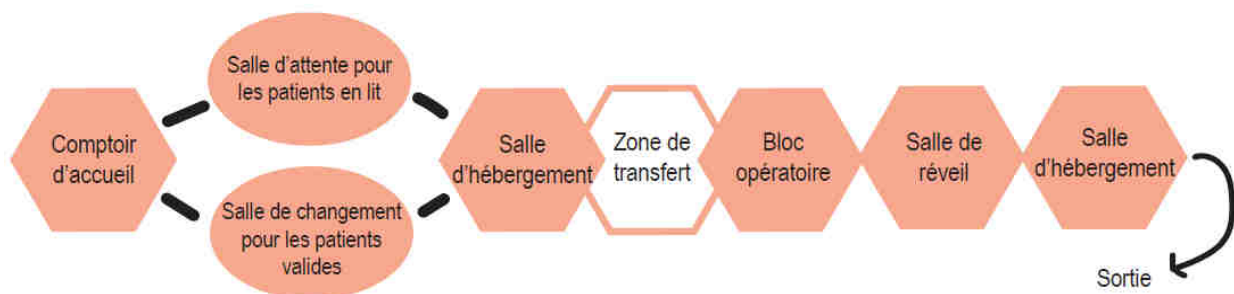 Comptoir
d'accueil
Salle d'attente pour
les patients en lit
Salle de changement
pour les patients
valides
Salle
d'hébergement
Zone de
transfert
Bloc
opératoire
Salle de
réveil
Salle
d'hébergement
Sortie